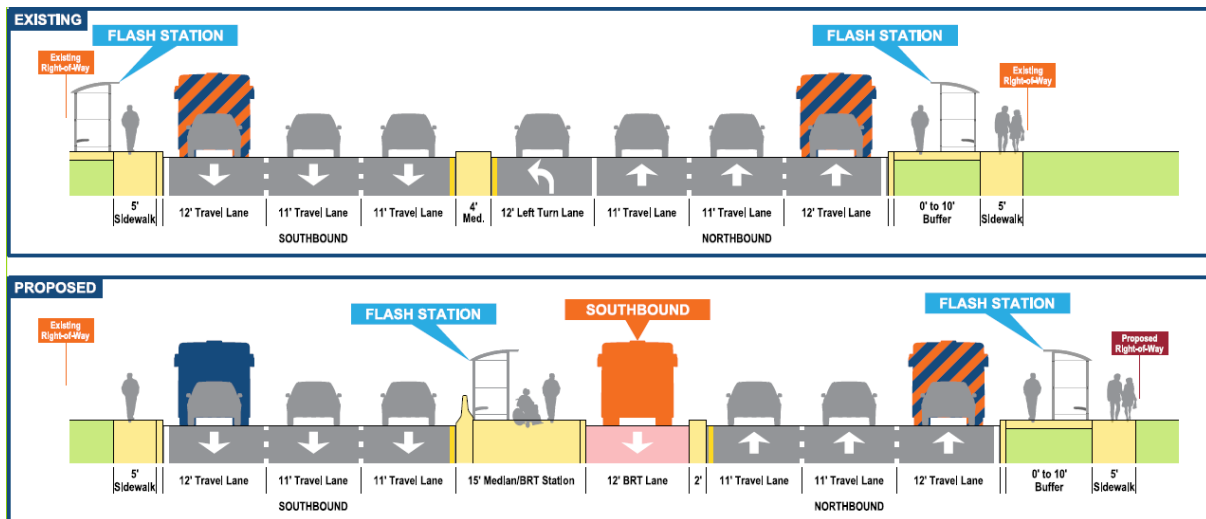 EXISTING
FLASH STATION
FLASH STATION
Existing
Right-of-Way
Existing
Right-of-Way
5'
Sidewalk
12' Travel Lane
11' Travel Lane
11' Travel Lane
4'
Med.
12' Left Turn Lane
11' Travel Lane
11' Travel Lane
12' Travel Lane
0' to 10'
Buffer
5'
Sidewalk
SOUTHBOUND
NORTHBOUND
PROPOSED
FLASH STATION
SOUTHBOUND
FLASH STATION
Existing
Right-of-Way
Proposed
Right-of-Way
5'
Sidewalk
12' Travel Lane
11' Travel Lane
11' Travel Lane
15' Median/BRT Station
12' BRT Lane
2'
11' Travel Lane
11' Travel Lane
12' Travel Lane
0' to 10'
Buffer
5'
Sidewalk
SOUTHBOUND
NORTHBOUND